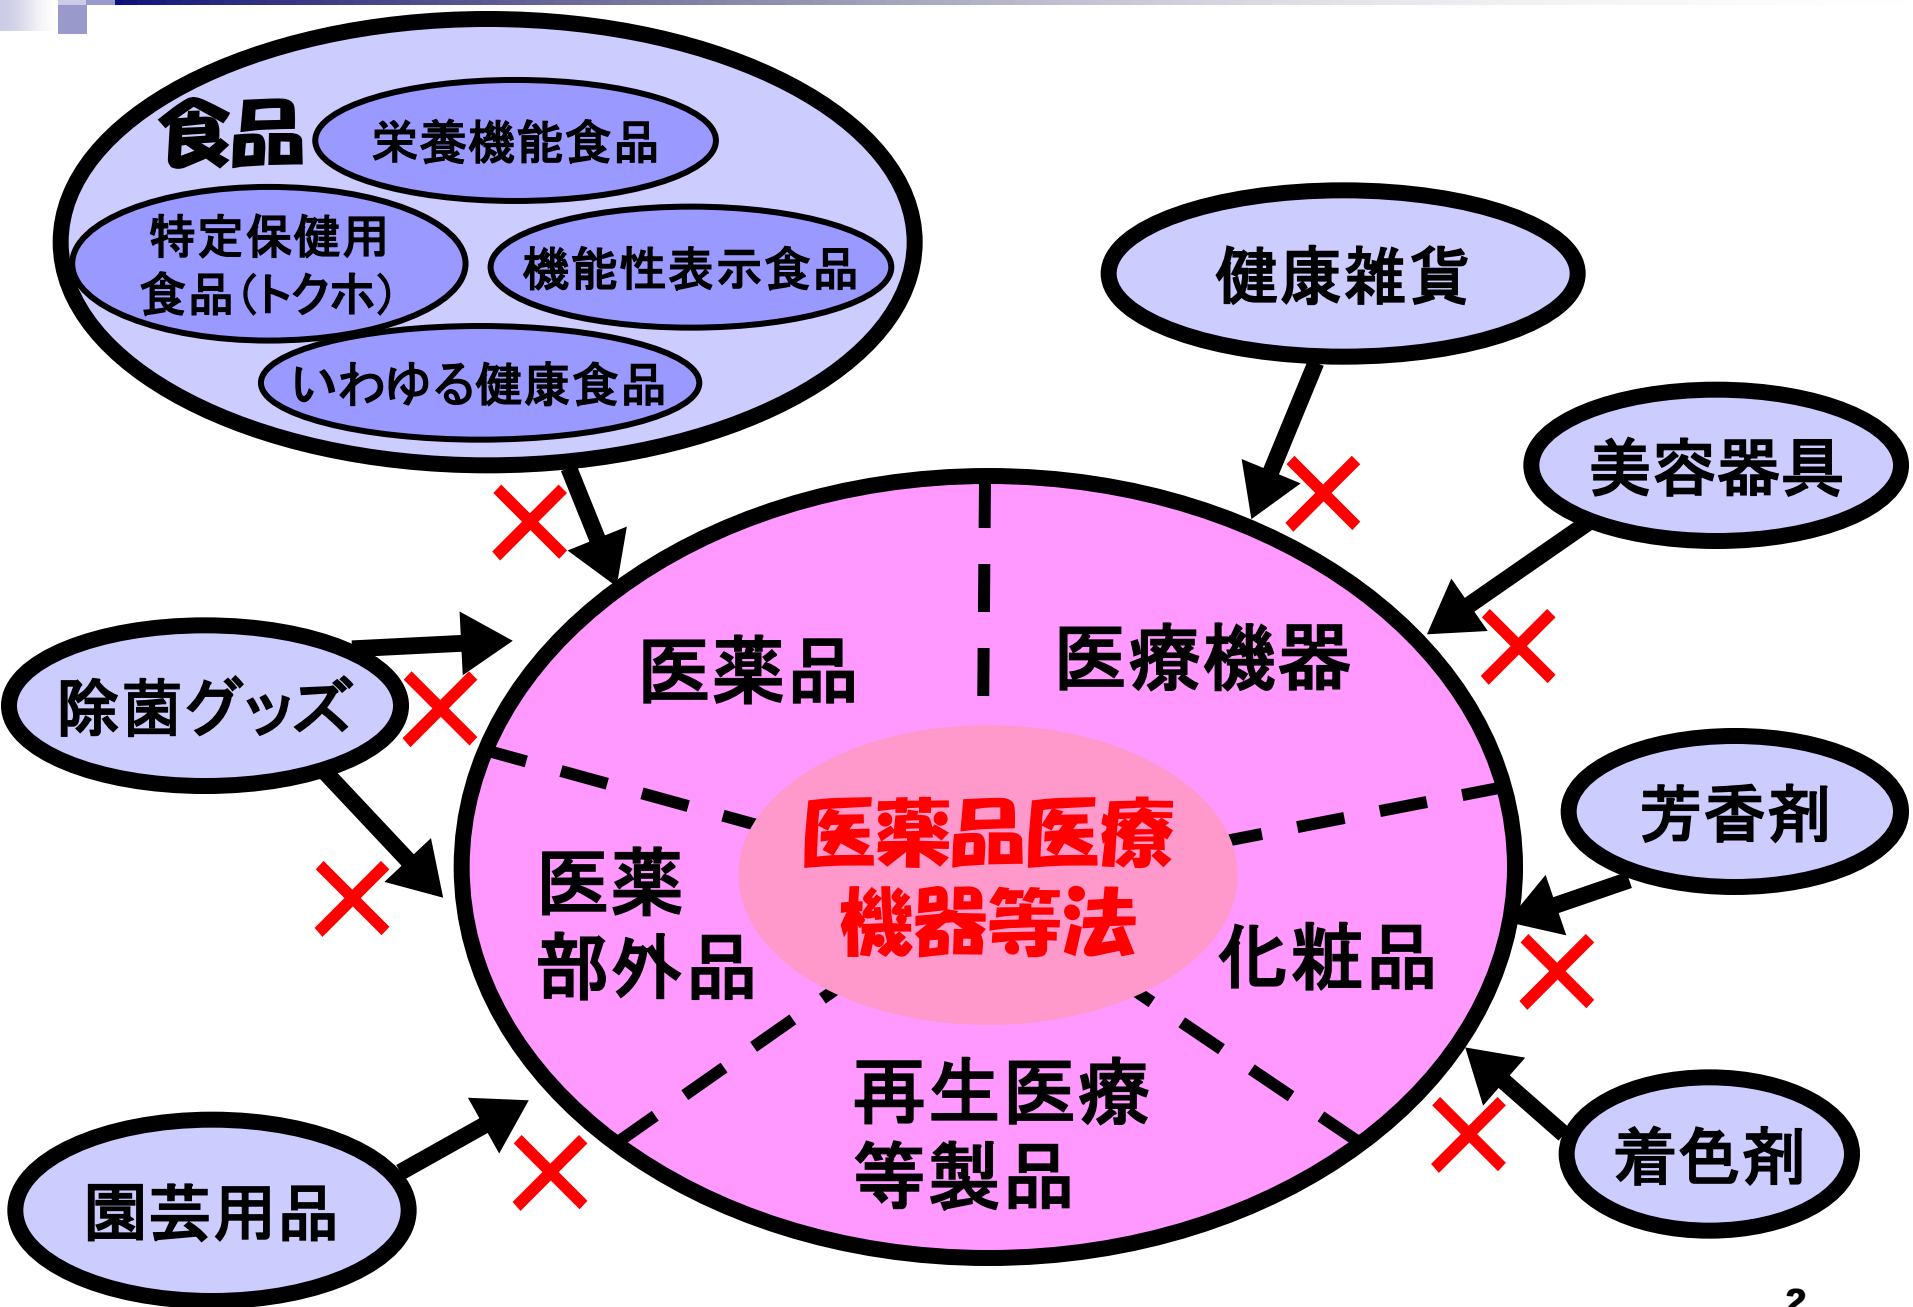 食品
栄養機能食品
特定保健用
食品（トクホ）
機能性表示食品
いわゆる健康食品
健康雑貨
美容器具
除菌グッズ
医薬品
医療機器
芳香剤
医薬品医療
機器等法
医薬
部外品
化粧品
再生医療
等製品
着色剤
園芸用品
2